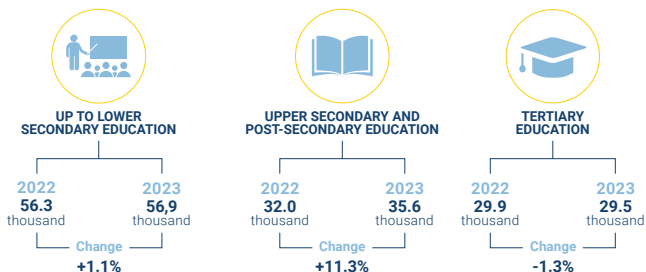 UP TO LOWER
SECONDARY EDUCATION
2022
56.3
thousand
2023
56,9
thousand
Change
+1.1%
UPPER SECONDARY AND
POST-SECONDARY EDUCATION
2022
32.0
thousand
2023
35.6
thousand
Change
+11.3%
TERTIARY
EDUCATION
2022
29.9
thousand
2023
29.5
thousand
Change
-1.3%